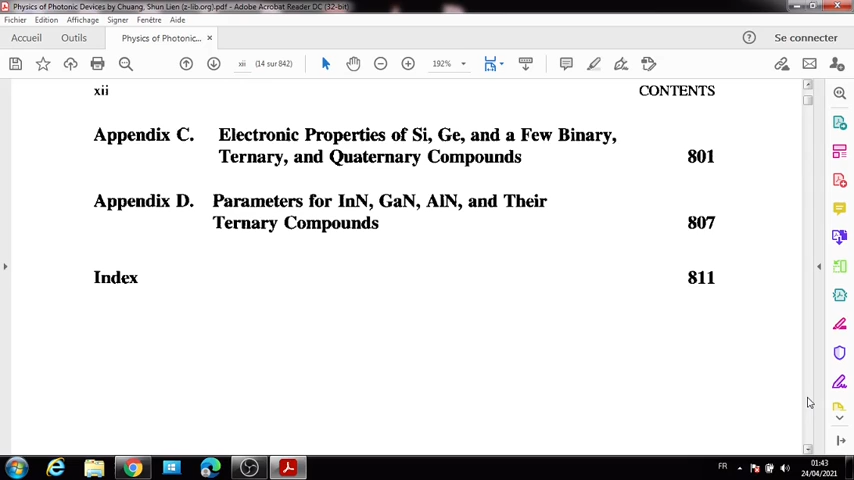 Physics of Photonic Devices by Chuang, Shun Lien (z-lib.org).pdf - Adobe Acrobat Reader DC (32-bit)
Fichier Edition Affichage Signer Fenêtre Aide
Accueil Outils Physics of Photonic... × Se connecter
xii (14 sur 842) 192%
xii CONTENTS
Appendix C. Electronic Properties of Si, Ge, and a Few Binary,
Ternary, and Quaternary Compounds 801
Appendix D. Parameters for InN, GaN, AlN, and Their
Ternary Compounds 807
Index 811
FR 01:43
24/04/2021